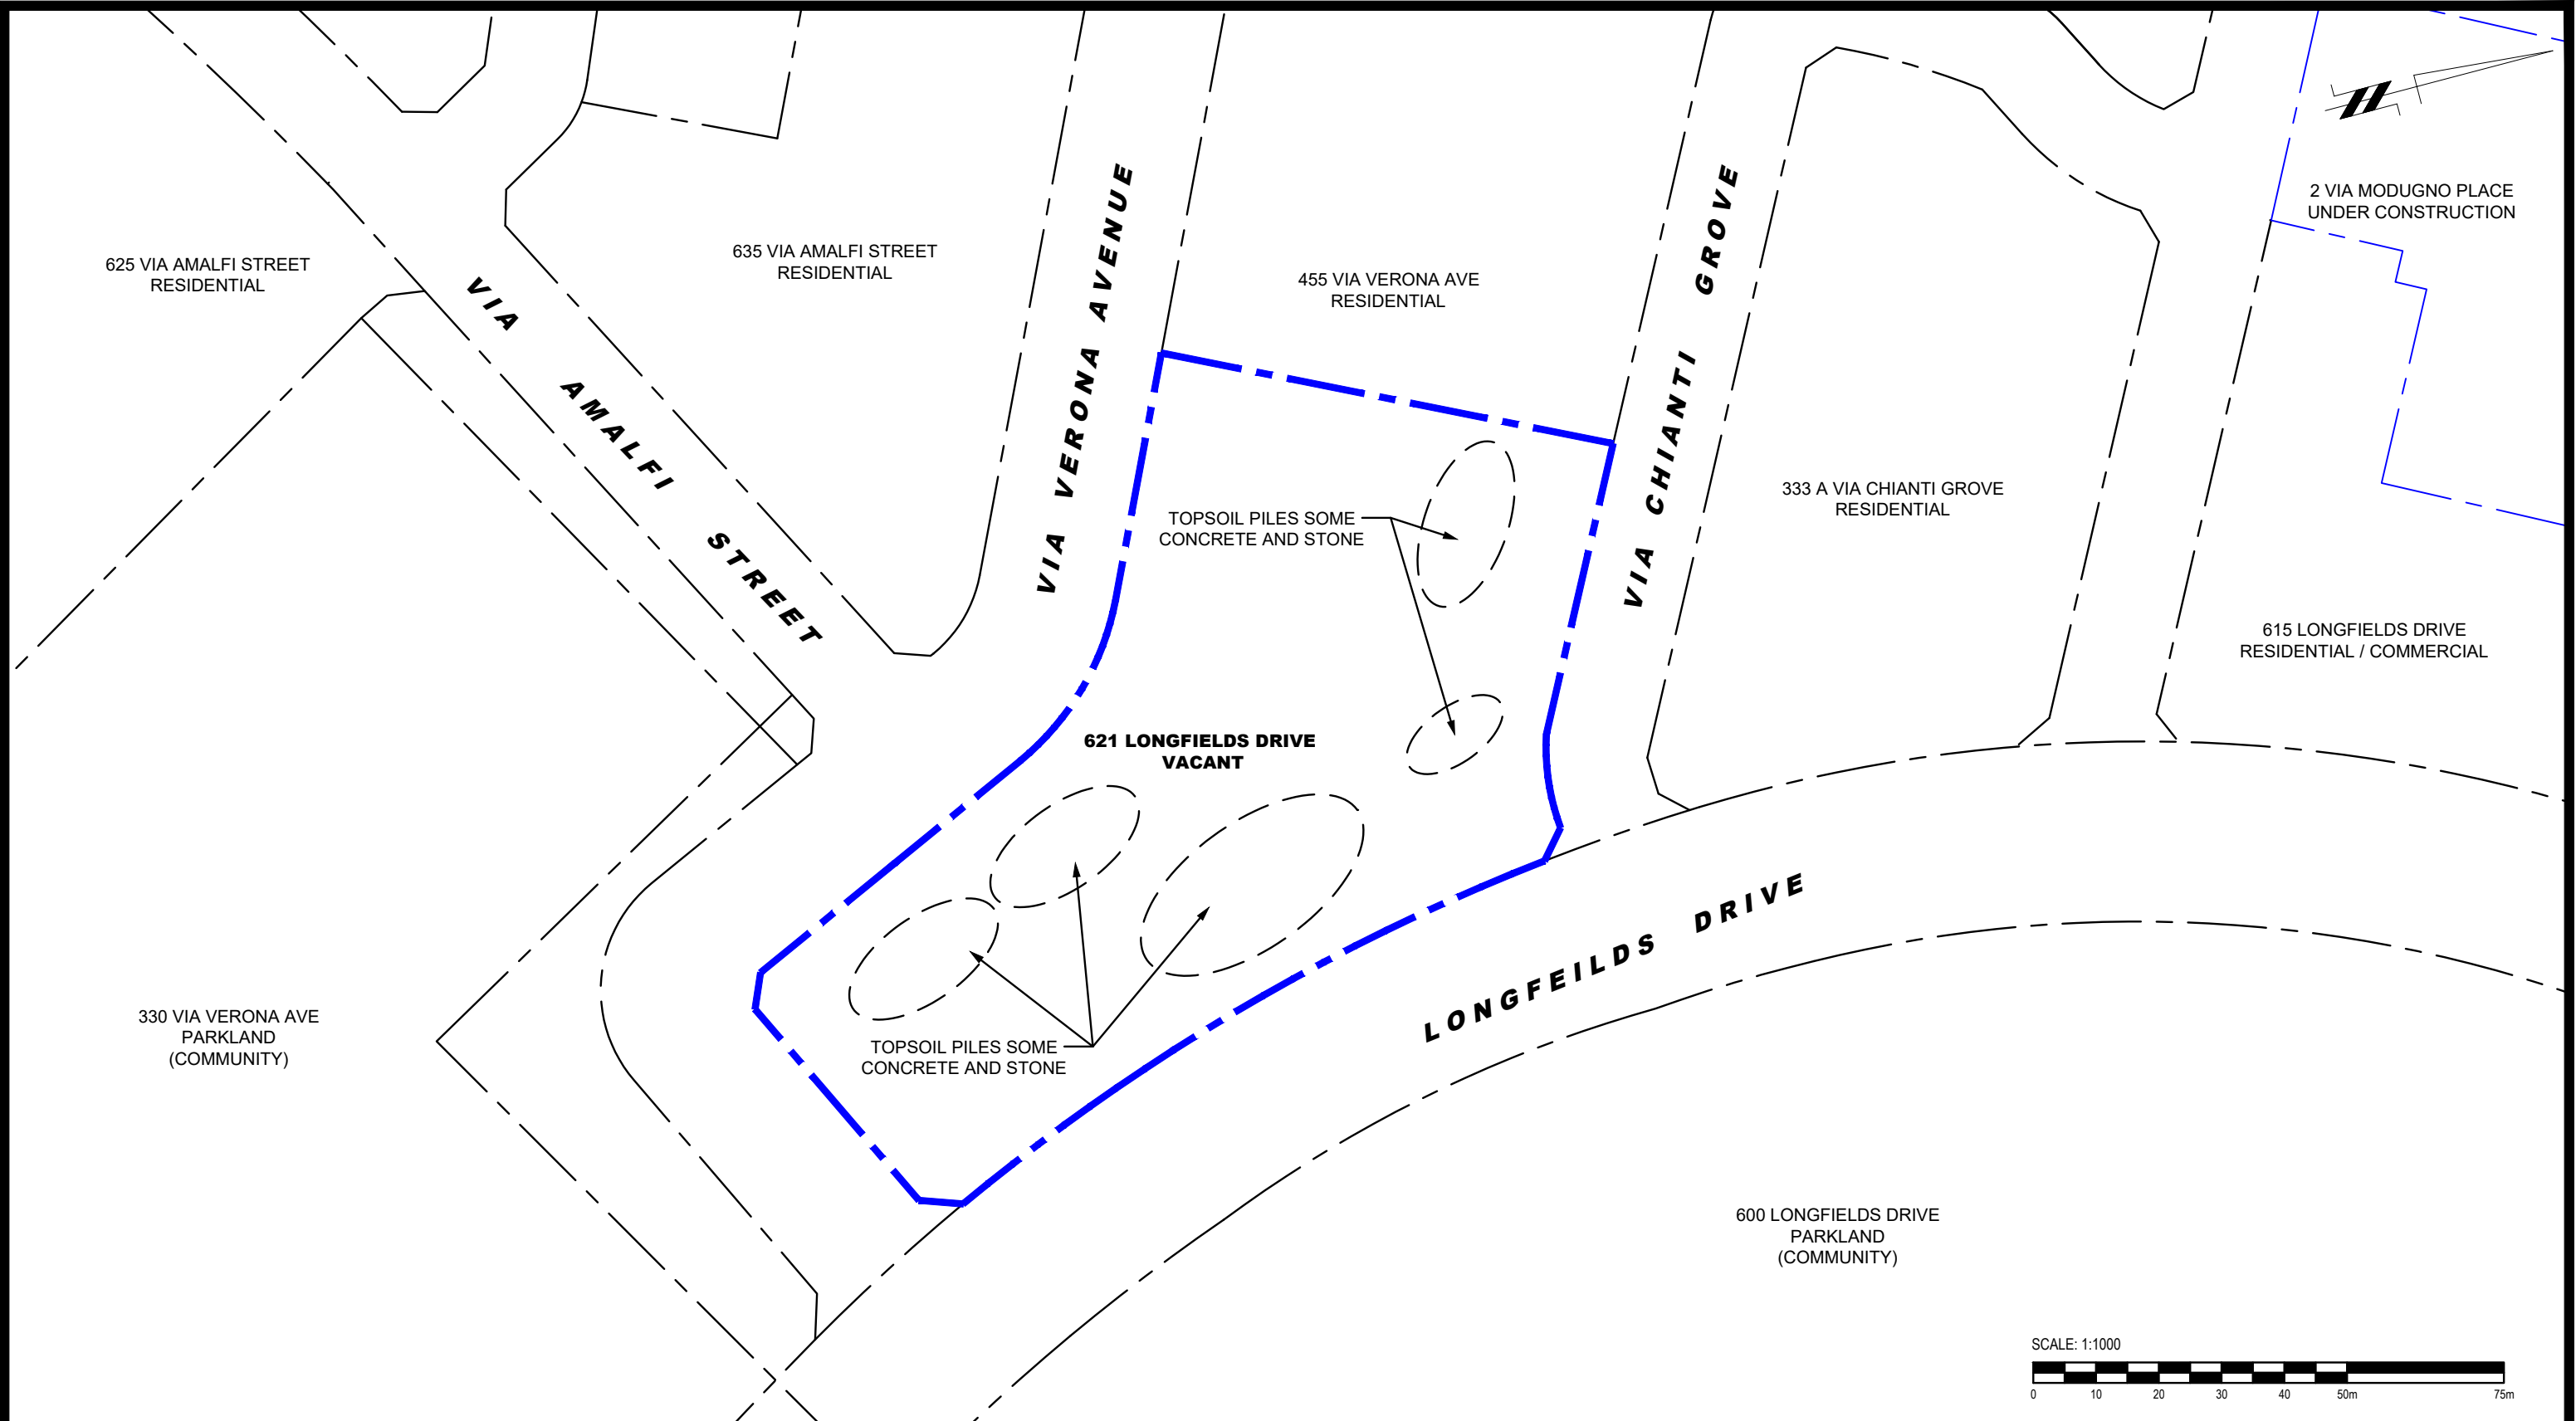 2 VIA MODUGNO PLACE
UNDER CONSTRUCTION
625 VIA AMALFI STREET
RESIDENTIAL
635 VIA AMALFI STREET
RESIDENTIAL
455 VIA VERONA AVE
RESIDENTIAL
VIA AMALFI STREET
VIA VERONA AVENUE
VIA CHIANTI GROVE
333 A VIA CHIANTI GROVE
RESIDENTIAL
TOPSOIL PILES SOME
CONCRETE AND STONE
615 LONGFIELDS DRIVE
RESIDENTIAL / COMMERCIAL
621 LONGFIELDS DRIVE
VACANT
LONGFEILDS DRIVE
330 VIA VERONA AVE
PARKLAND
(COMMUNITY)
TOPSOIL PILES SOME
CONCRETE AND STONE
600 LONGFIELDS DRIVE
PARKLAND
(COMMUNITY)
SCALE: 1:1000
0 10 20 30 40 50m 75m